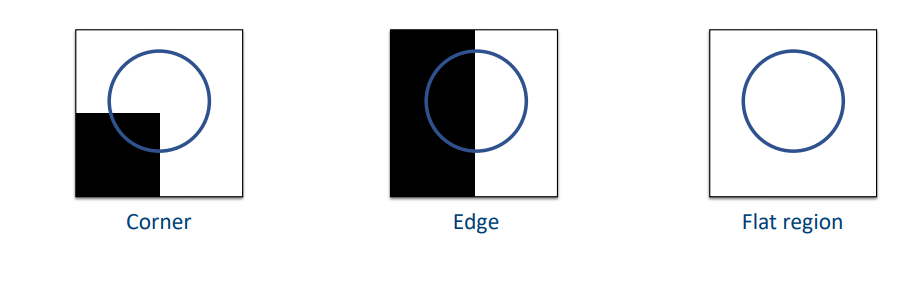 Corner
Edge
Flat region